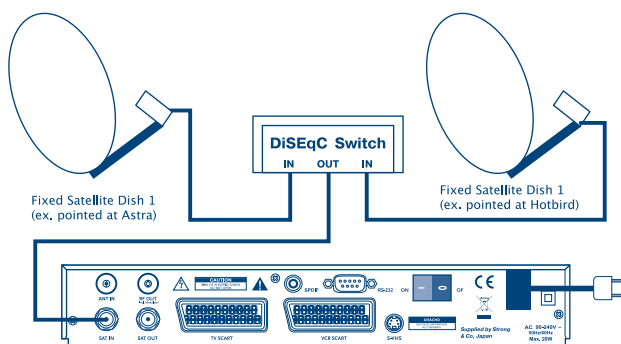 DiSEqC Switch
IN OUT IN
Fixed Satellite Dish 1
(ex. pointed at Astra)
Fixed Satellite Dish 1
(ex. pointed at Hotbird)
ANT IN
RF OUT
CAUTION
SPDIF
RS-232
ON
OF
CE
SAT IN
SAT OUT
TV SCART
VCR SCART
S-VHS
Supplied by Strong
& Co, Japan
AC 90-240V ~
50Hz/60Hz
Max, 28W